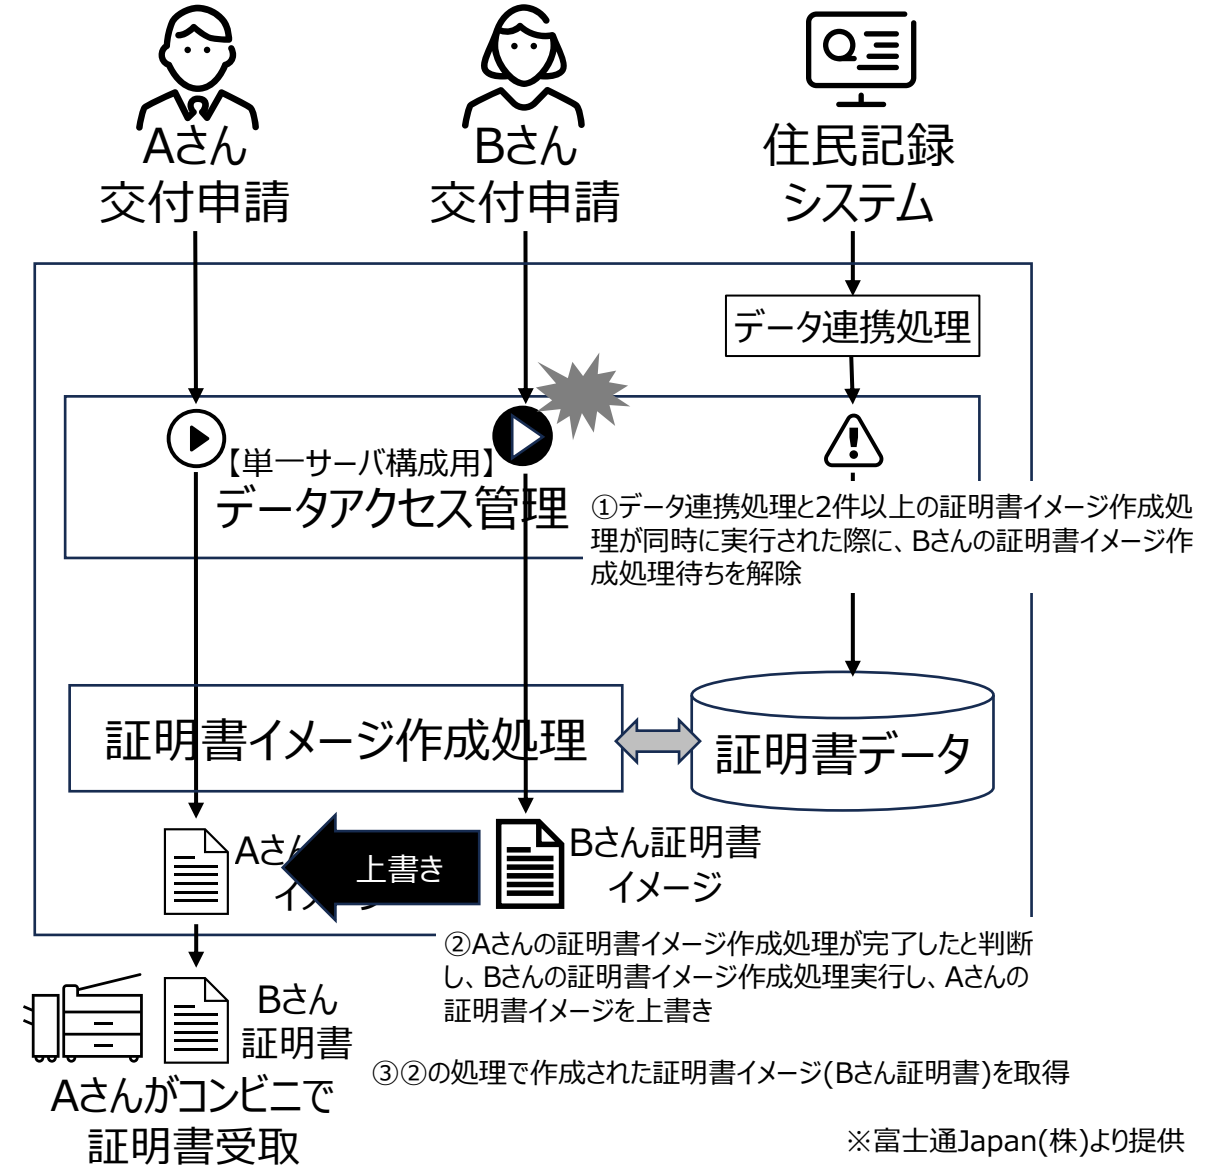 Aさん
交付申請
Bさん
交付申請
住民記録
システム
データ連携処理
【単一サーバ構成用】
データアクセス管理
①データ連携処理と2件以上の証明書イメージ作成処
理が同時に実行された際に、Bさんの証明書イメージ作
成処理待ちを解除
証明書イメージ作成処理
証明書データ
Aさん
上書き
Bさん証明書
イメージ
②Aさんの証明書イメージ作成処理が完了したと判断
し、Bさんの証明書イメージ作成処理実行し、Aさんの
証明書イメージを上書き
Bさん
証明書
③②の処理で作成された証明書イメージ(Bさん証明書)を取得
Aさんがコンビニで
証明書受取
※富士通Japan(株)より提供